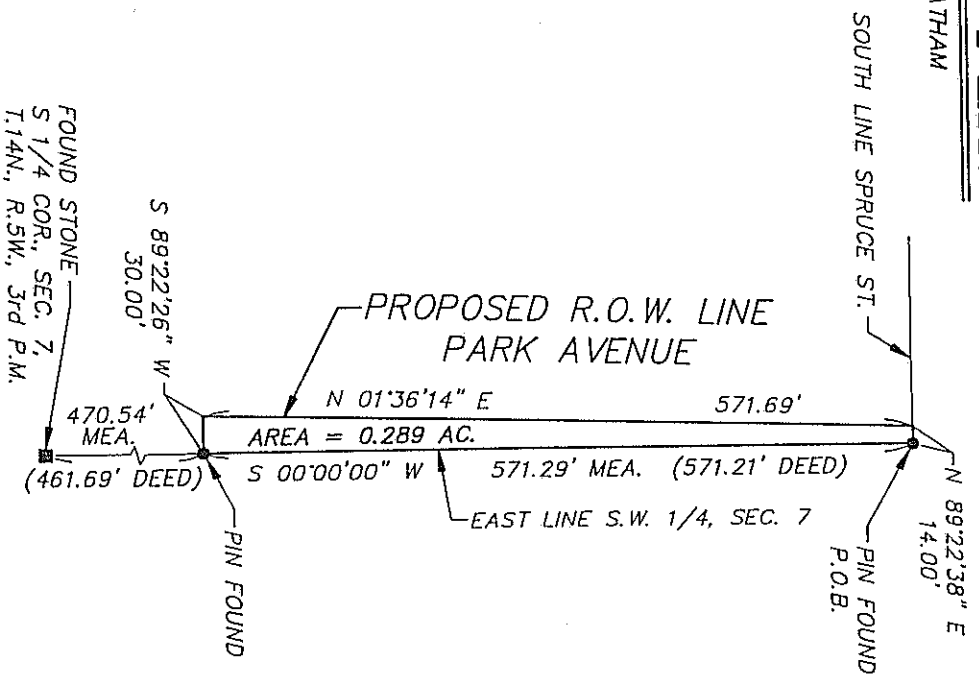 ATHAM
SOUTH LINE SPRUCE ST.
PROPOSED R.O.W. LINE
PARK AVENUE
N 01°36'14" E
571.69'
AREA = 0.289 AC.
S 00°00'00" W
571.29' MEA.
(571.21' DEED)
EAST LINE S.W. 1/4, SEC. 7
N 89°22'38" E
14.00'
PIN FOUND
P.O.B.
S 89°22'26" W
30.00'
470.54'
MEA.
(461.69' DEED)
PIN FOUND
FOUND STONE
S 1/4 COR., SEC. 7,
T.14N., R.5W., 3rd P.M.